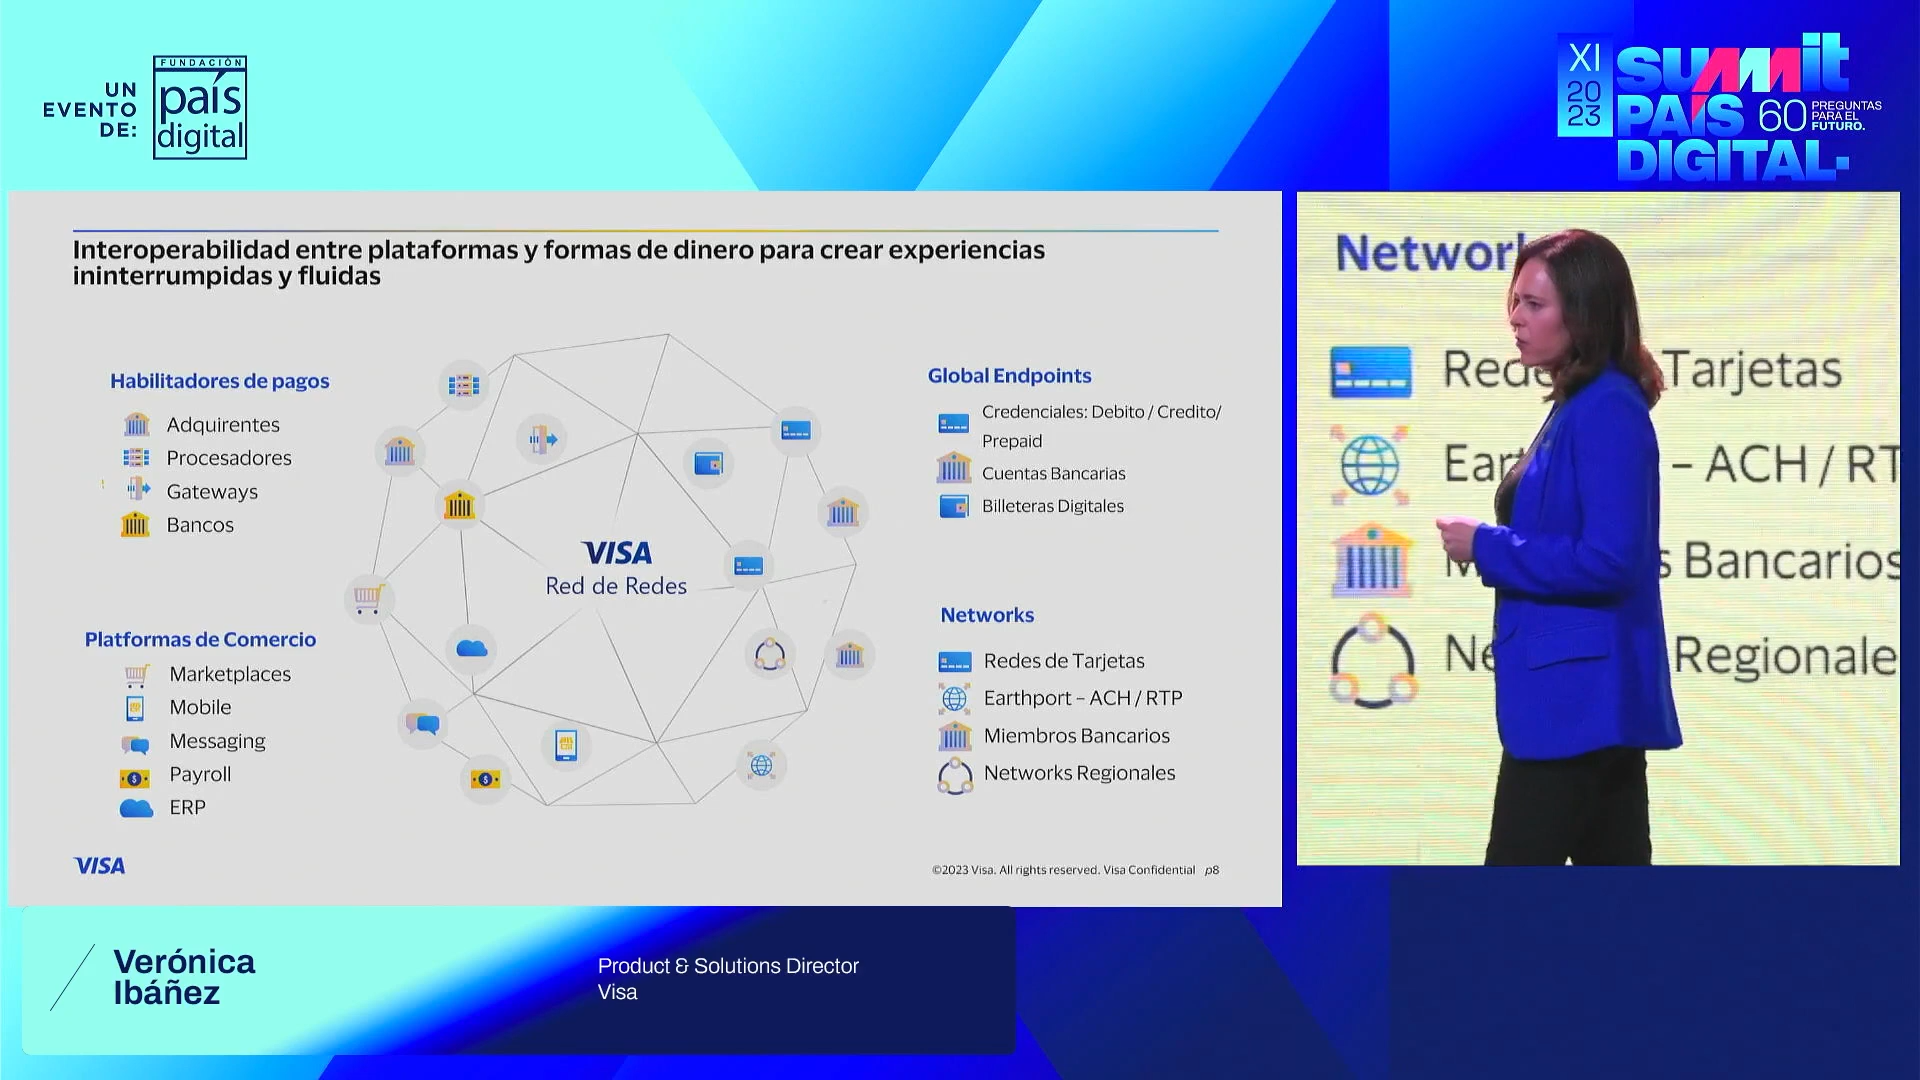 UN
EVENTO
DE:
FUNDACIÓN
país
digital
XI
20
23
summit
PAÍS
DIGITAL
60
PREGUNTAS
PARA EL
FUTURO.
Interoperabilidad entre plataformas y formas de dinero para crear experiencias
ininterrumpidas y fluidas
Habilitadores de pagos
Adquirentes
Procesadores
Gateways
Bancos
Platformas de Comercio
Marketplaces
Mobile
Messaging
Payroll
ERP
VISA
Red de Redes
Global Endpoints
Credenciales: Debito / Credito/
Prepaid
Cuentas Bancarias
Billeteras Digitales
Networks
Redes de Tarjetas
Earthport – ACH / RTP
Miembros Bancarios
Networks Regionales
VISA
©2023 Visa. All rights reserved. Visa Confidential p8
Network
Rede Tarjetas
Eart – ACH / RT
M s Bancarios
Ne Regionale
Verónica
Ibáñez
Product & Solutions Director
Visa